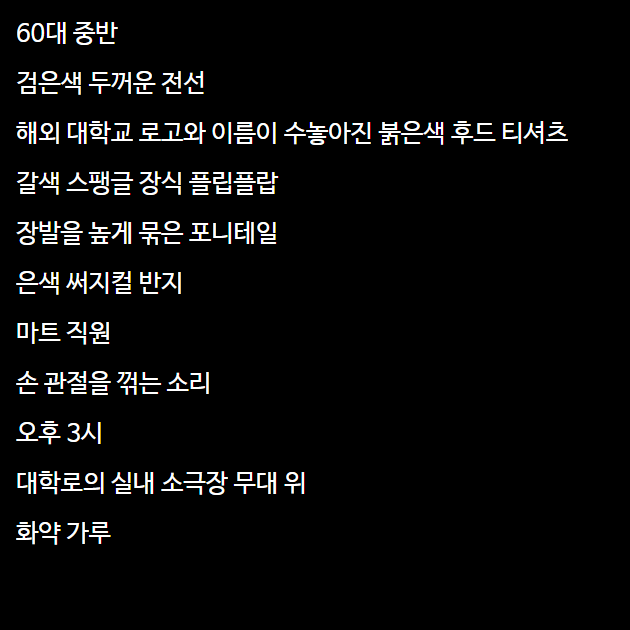 60대 중반
검은색 두꺼운 전선
해외 대학교 로고와 이름이 수놓아진 붉은색 후드 티셔츠
갈색 스팽글 장식 플립플랍
장발을 높게 묶은 포니테일
은색 써지컬 반지
마트 직원
손 관절을 꺾는 소리
오후 3시
대학로의 실내 소극장 무대 위
화약 가루